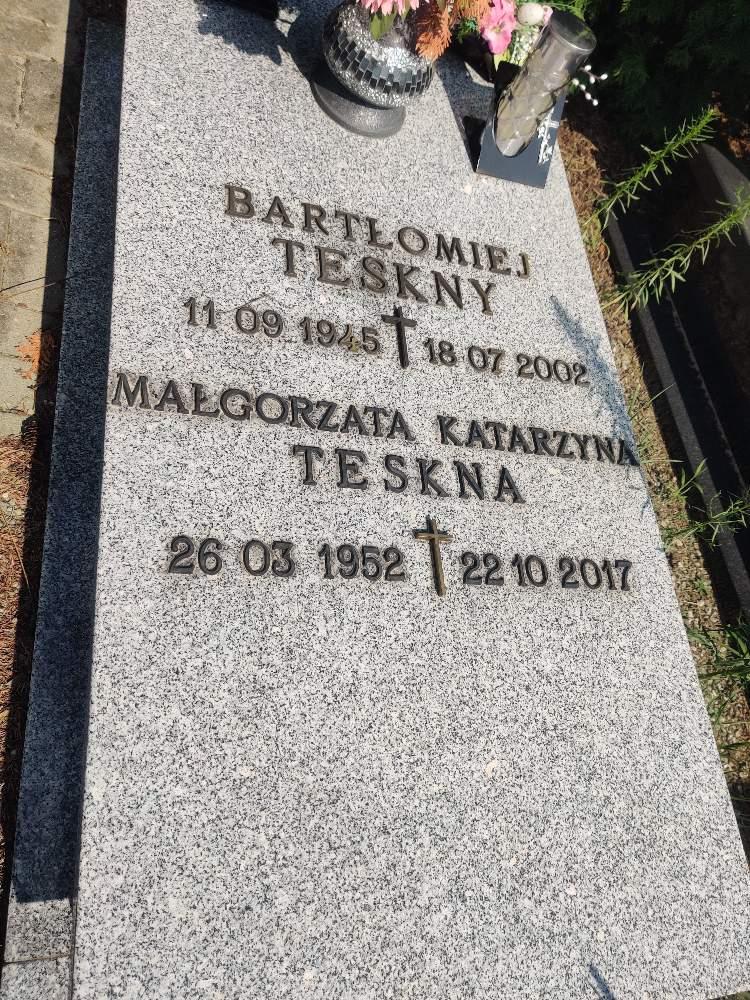 BARTŁOMIEJ
TESKNY
11 09 1945 18 07 2002
MAŁGORZATA KATARZYNA
TESKNA
26 03 1952 22 10 2017